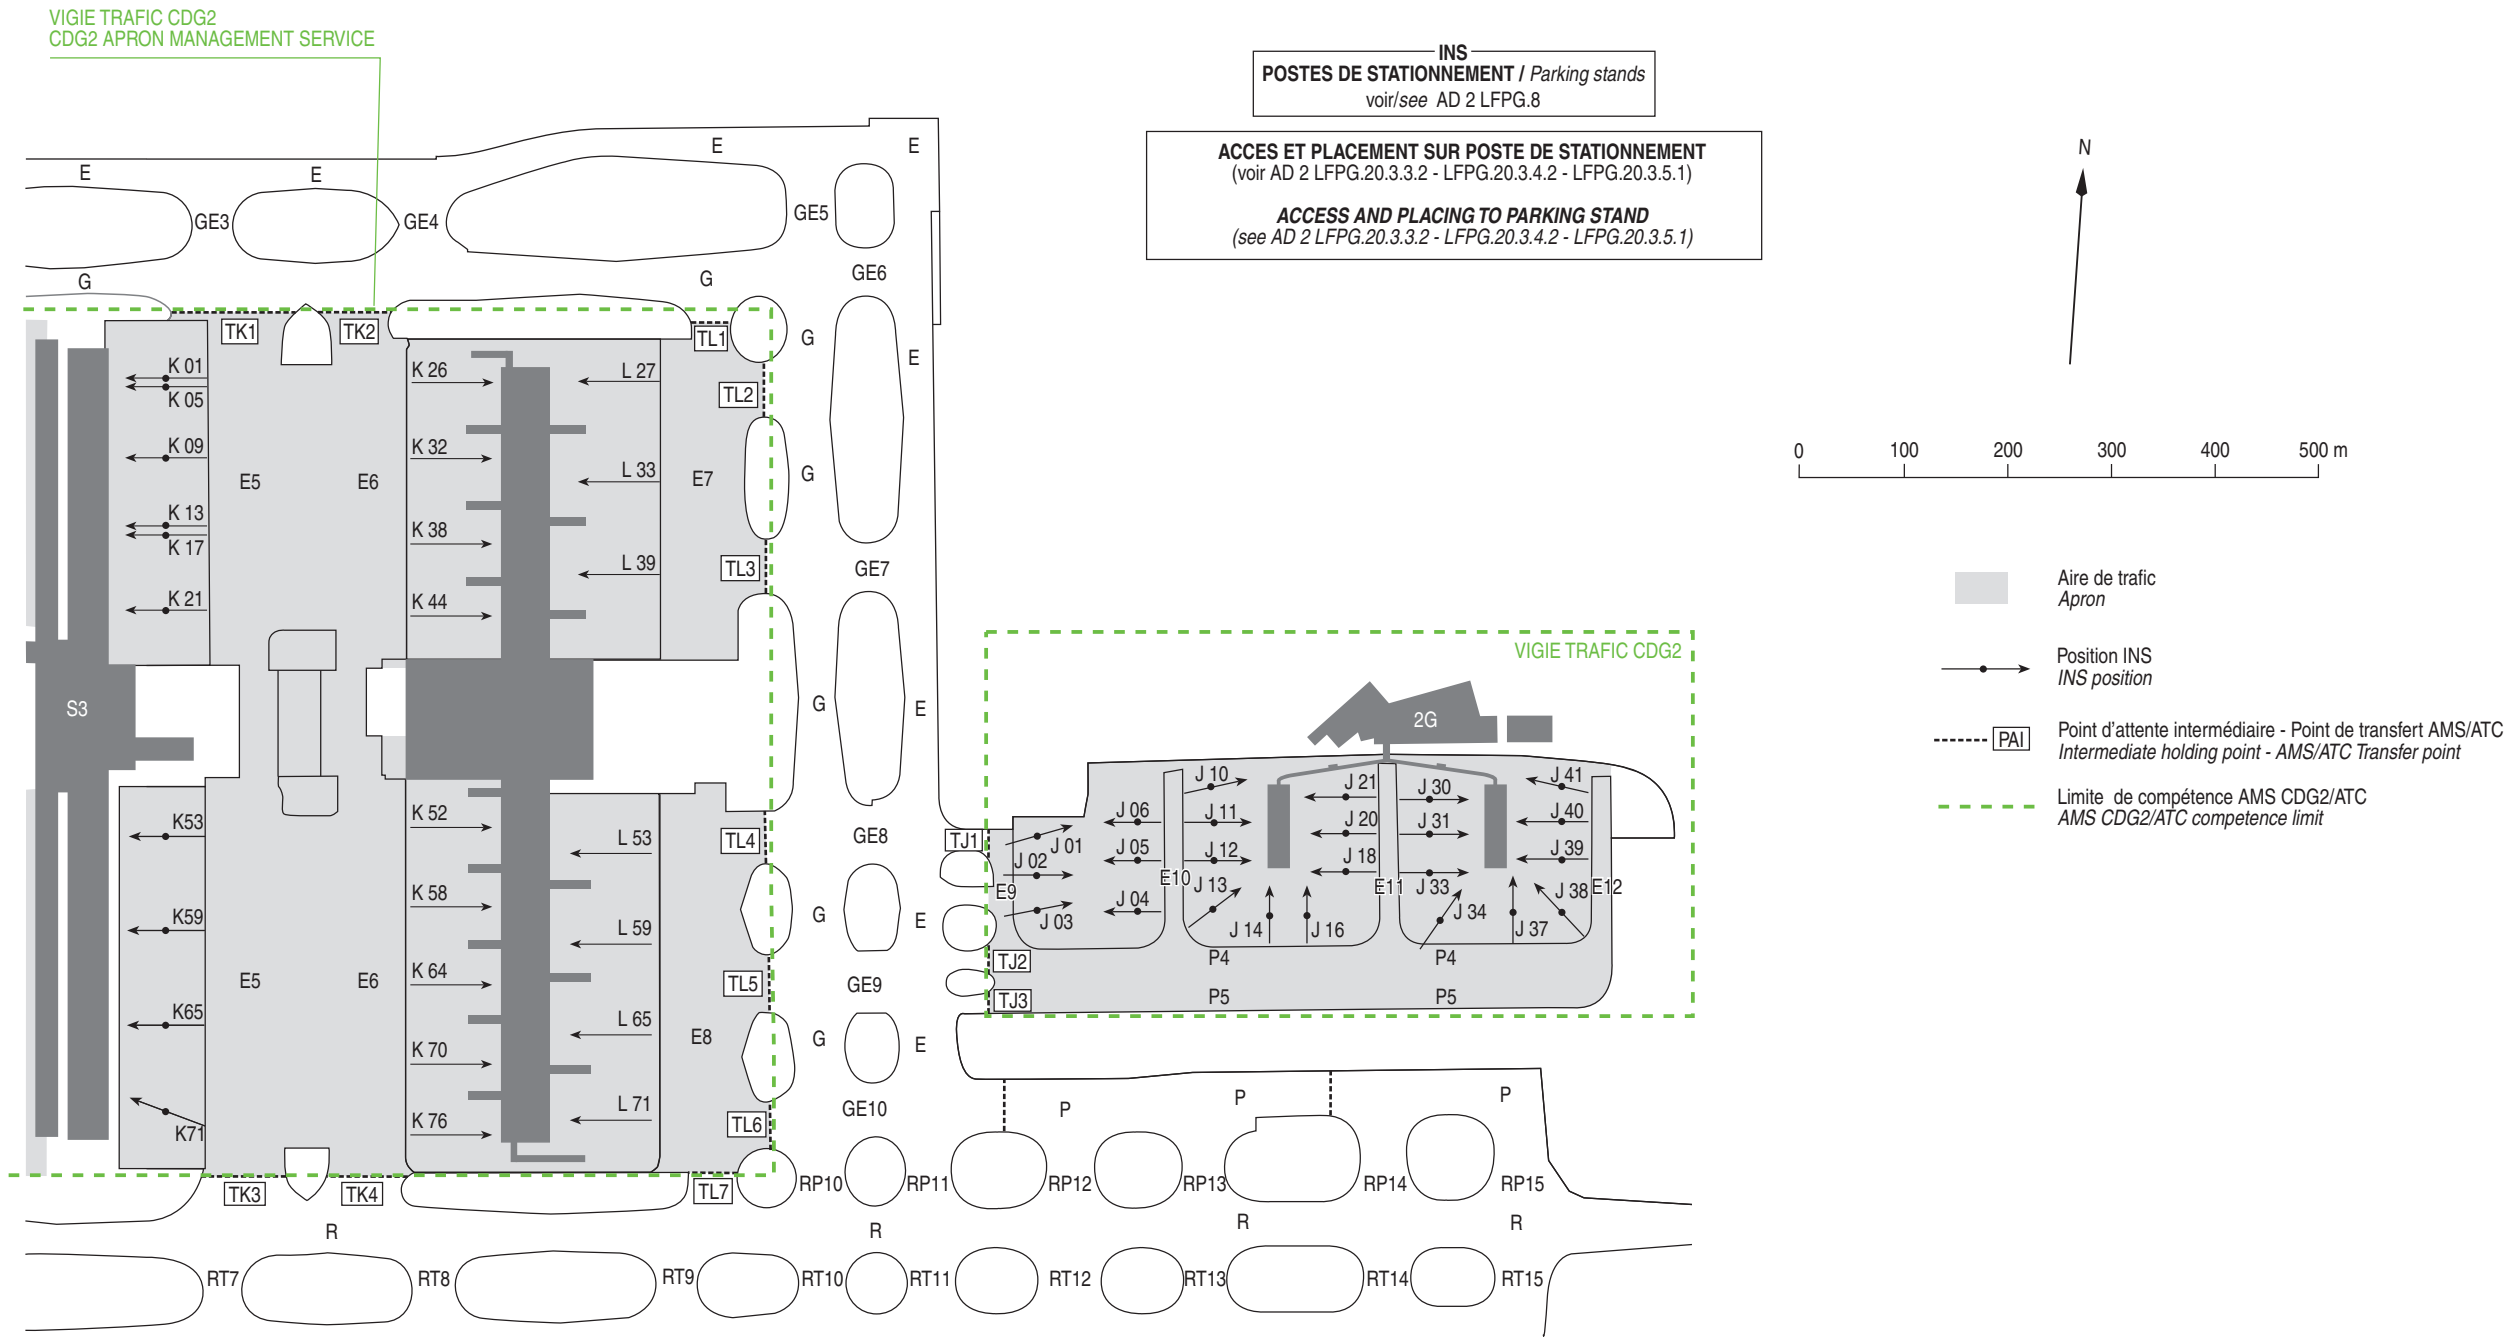 VIGIE TRAFIC CDG2
CDG2 APRON MANAGEMENT SERVICE
INS
POSTES DE STATIONNEMENT / Parking stands
voir/see AD 2 LFPG.8
ACCES ET PLACEMENT SUR POSTE DE STATIONNEMENT
(voir AD 2 LFPG.20.3.3.2 - LFPG.20.3.4.2 - LFPG.20.3.5.1)
ACCESS AND PLACING TO PARKING STAND
(see AD 2 LFPG.20.3.3.2 - LFPG.20.3.4.2 - LFPG.20.3.5.1)
N
0 100 200 300 400 500 m
Aire de trafic
Apron
Position INS
INS position
PAI
Point d'attente intermédiaire - Point de transfert AMS/ATC
Intermediate holding point - AMS/ATC Transfer point
Limite de compétence AMS CDG2/ATC
AMS CDG2/ATC competence limit
E E E E
GE3 GE4 GE5
G G GE6
TK1 TK2 TL1 G
K 01 K 26 L 27 E
K 05 TL2
K 09 K 32 L 33 G
E5 E6 E7
K 13 K 38
K 17 L 39 TL3 GE7
K 21 K 44
S3 G E
K53 K 52 L 53 TL4 GE8
K59 K 58 L 59 G E
E5 E6 K 64 TL5 GE9
K65 L 65 E8 G E
K 70
K71 K 76 L 71 TL6 GE10
TK3 TK4 TL7 RP10 RP11 RP12 RP13 RP14 RP15
P P P
R R R R
RT7 RT8 RT9 RT10 RT11 RT12 RT13 RT14 RT15
VIGIE TRAFIC CDG2
2G
J 10 J 21 J 30 J 41
TJ1 J 01 J 06 J 11 J 20 J 31 J 40
J 02 J 05 J 12 J 18 J 33 J 39
E9 E10 E11 E12
J 03 J 04 J 13 J 14 J 16 J 34 J 37 J 38
TJ2 P4 P4
TJ3 P5 P5